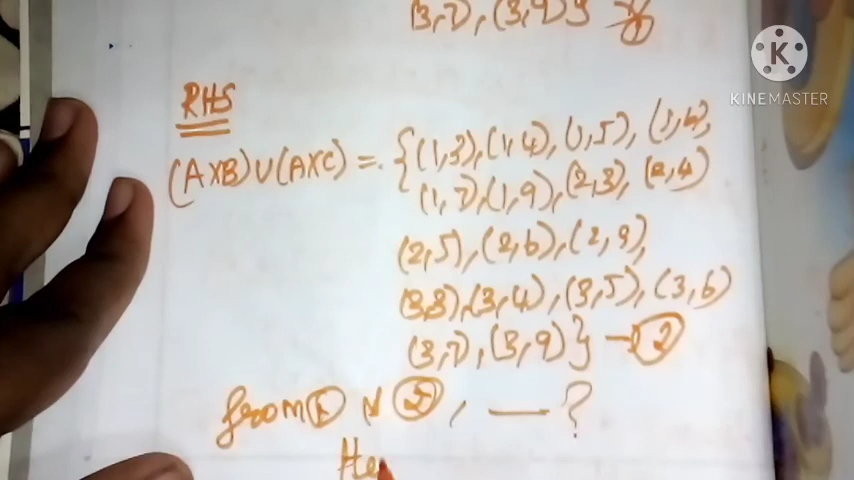 (3,7), (3,9)} 
KINEMASTER
RHS
(A×B)∪(A×C) = {(1,3),(1,4),(1,5),(1,6),
(1,7),(1,9),(2,3),(2,4)
(2,5),(2,6),(2,9),
(3,3),(3,4),(3,5),(3,6)
(3,7),(3,9)} — ②
from ① & ②, — ?
He